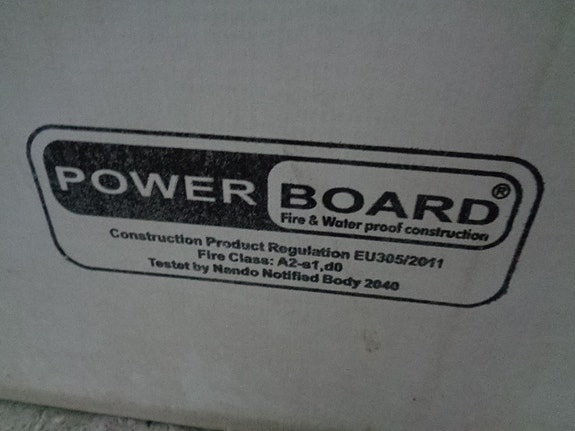 POWER BOARD®
Fire & Water proof construction
Construction Product Regulation EU305/2011
Fire Class: A2-s1,d0
Testet by Nando Notified Body 2040